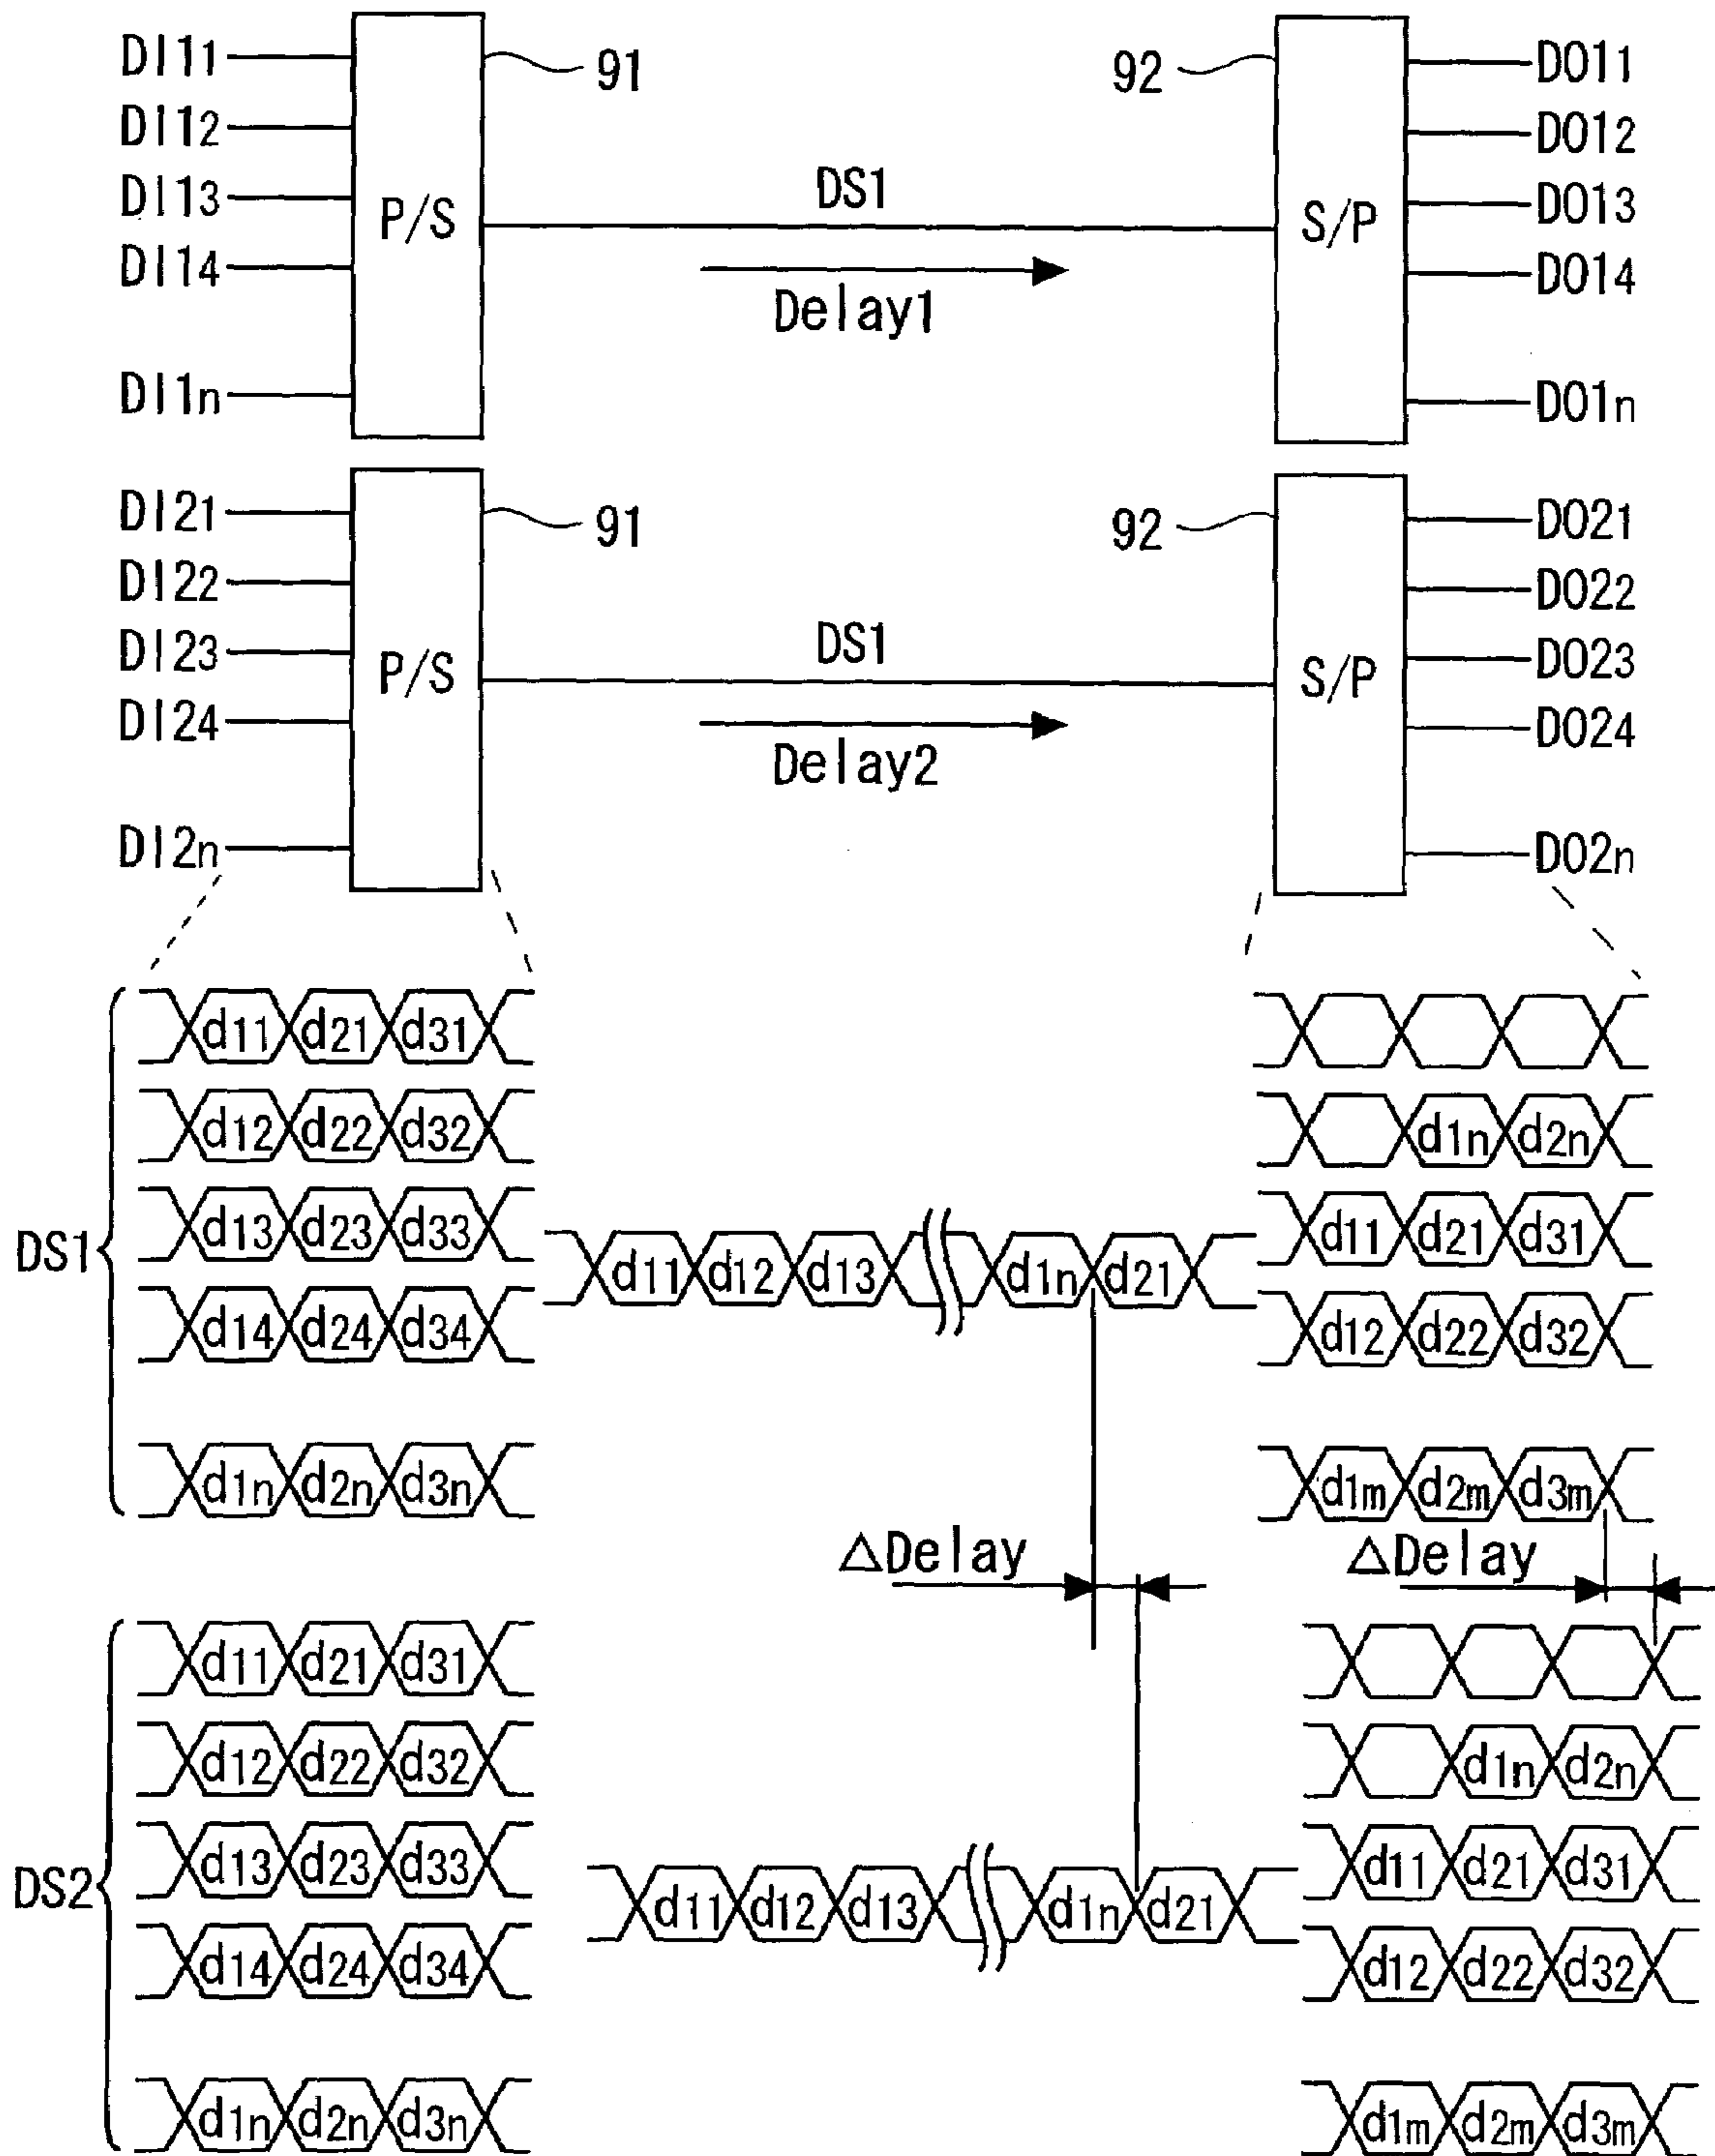 DI11 91 92 DO11
DI12 DO12
DI13 P/S DS1 S/P DO13
DI14 Delay1 DO14
DI1n DO1n
DI21 91 92 DO21
DI22 DO22
DI23 P/S DS1 S/P DO23
DI24 Delay2 DO24
DI2n DO2n
d11 d21 d31
d12 d22 d32 d1n d2n
d13 d23 d33 d11 d21 d31
DS1 d11 d12 d13 d1n d21
d14 d24 d34 d12 d22 d32
d1n d2n d3n d1m d2m d3m
△Delay △Delay
d11 d21 d31
d12 d22 d32 d1n d2n
d13 d23 d33 d11 d21 d31
DS2 d11 d12 d13 d1n d21
d14 d24 d34 d12 d22 d32
d1n d2n d3n d1m d2m d3m